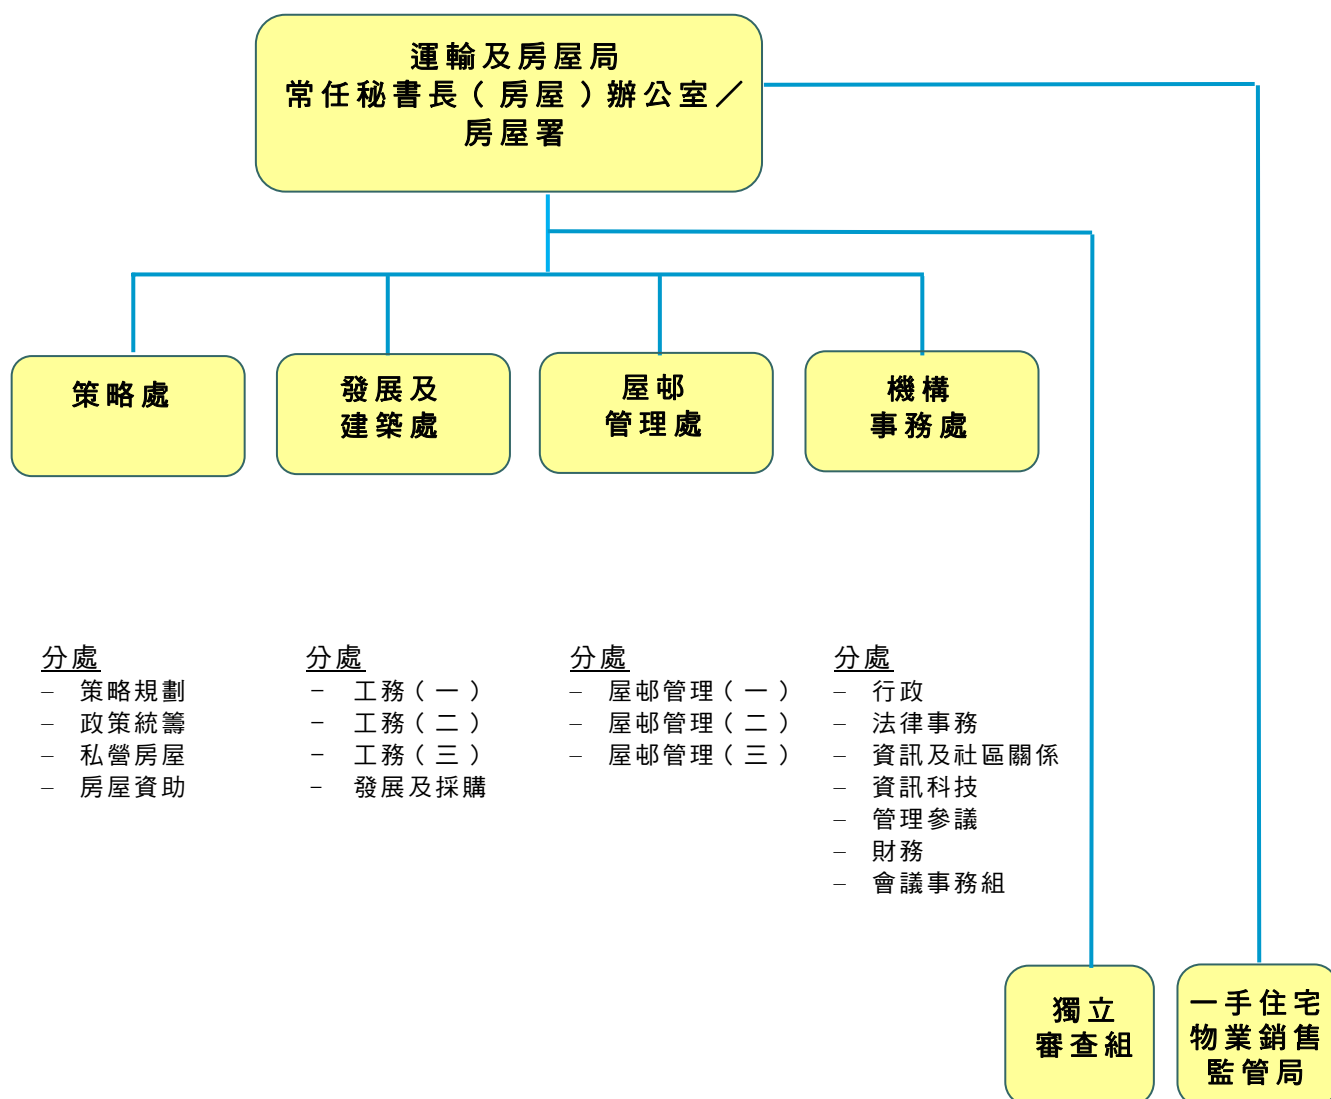 運輸及房屋局
常任秘書長（房屋）辦公室／
房屋署
策略處
發展及
建築處
屋邨
管理處
機構
事務處
分處
– 策略規劃
– 政策統籌
– 私營房屋
– 房屋資助
分處
– 工務（一）
– 工務（二）
– 工務（三）
– 發展及採購
分處
– 屋邨管理（一）
– 屋邨管理（二）
– 屋邨管理（三）
分處
– 行政
– 法律事務
– 資訊及社區關係
– 資訊科技
– 管理參議
– 財務
– 會議事務組
獨立
審查組
一手住宅
物業銷售
監管局